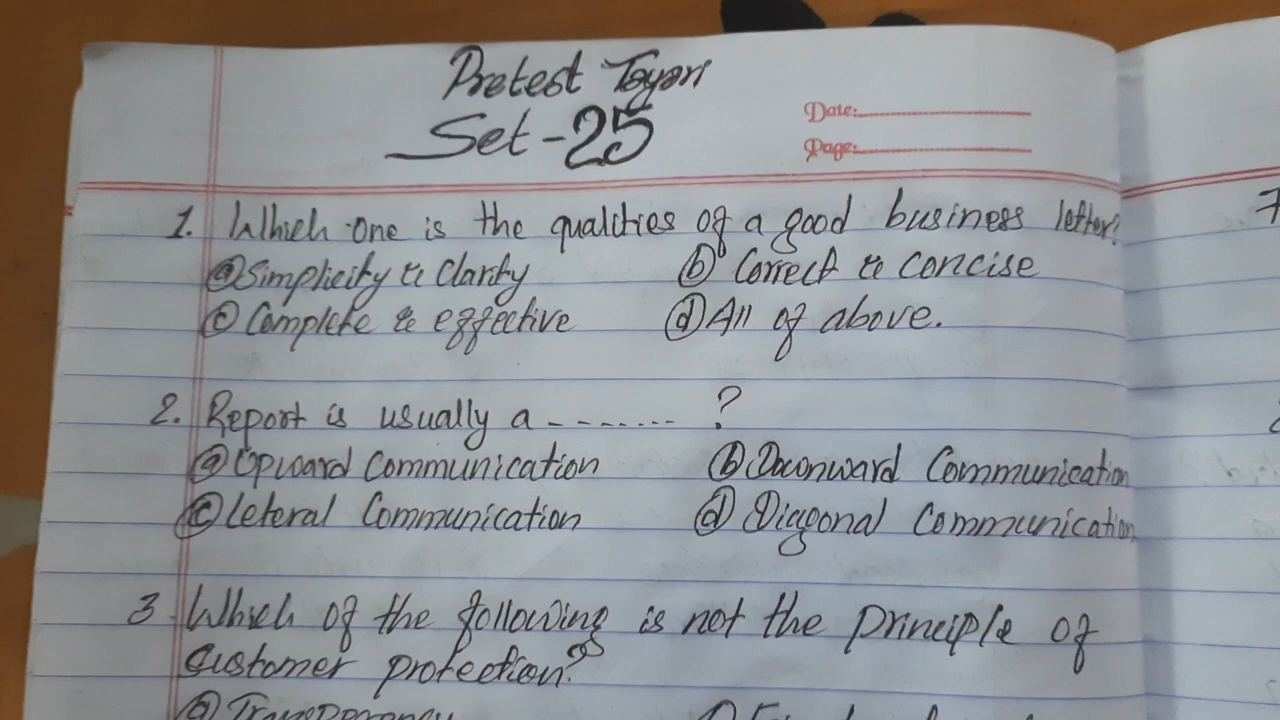 Pretest Tayari
Set-25
Date:
Page:
1. Which one is the qualities of a good business letter?
(a) Simplicity & Clarity (b) Correct & concise
(c) Complete & effective (d) All of above.
2. Report is usually a -------- ?
(a) Upward Communication (b) Downward Communication
(c) Leteral Communication (d) Diagonal Communication
3. Which of the following is not the principle of
customer protection?
(a) Transparency